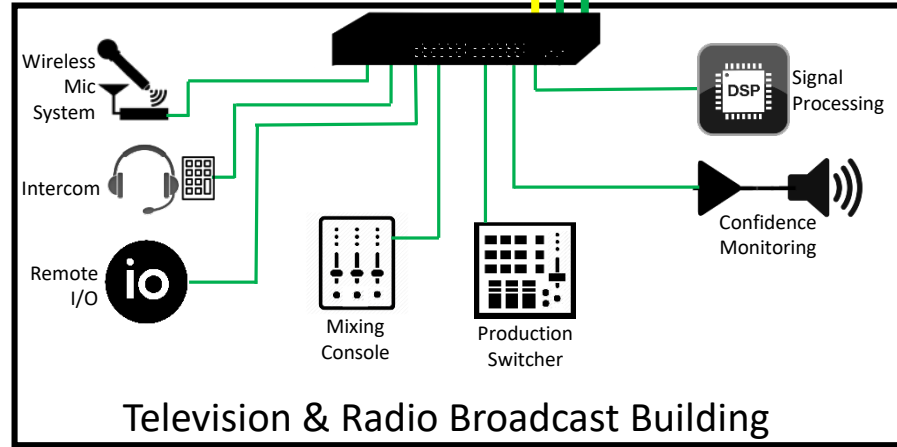 Wireless
Mic
System
DSP
Signal
Processing
Intercom
Confidence
Monitoring
Remote
I/O
io
Mixing
Console
Production
Switcher
Television & Radio Broadcast Building